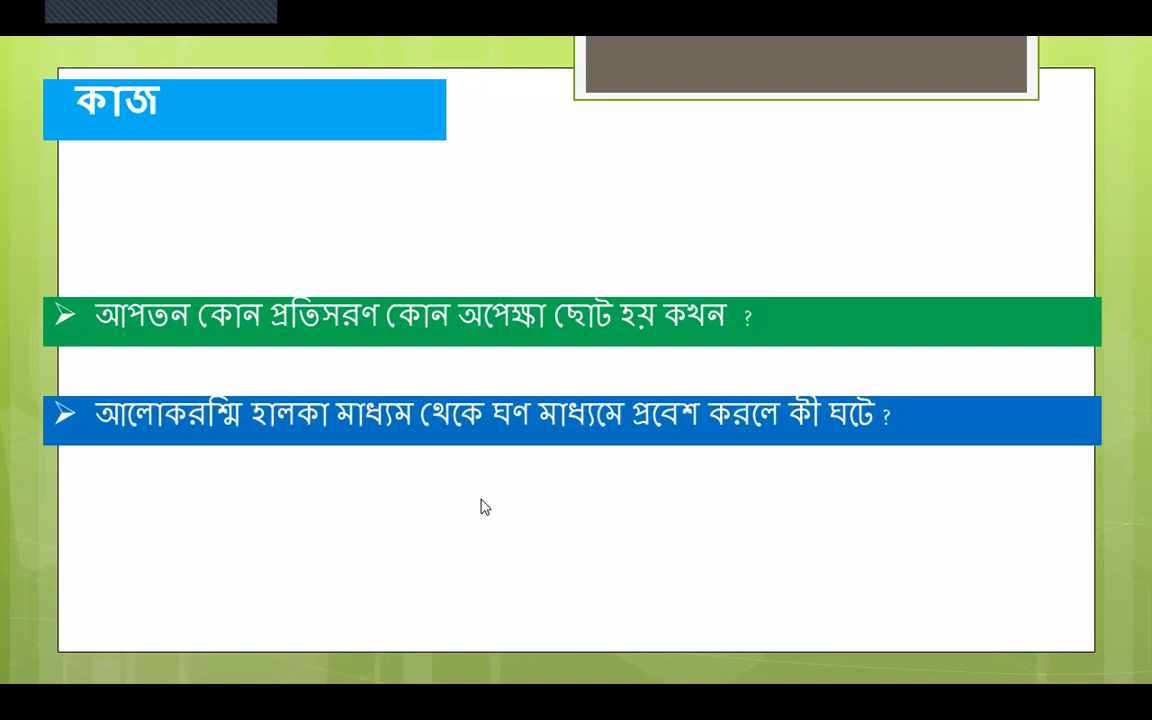 কাজ
➢ আপতন কোন প্রতিসরণ কোন অপেক্ষা ছোট হয় কখন ?
➢ আলোকরশ্মি হালকা মাধ্যম থেকে ঘণ মাধ্যমে প্রবেশ করলে কী ঘটে ?